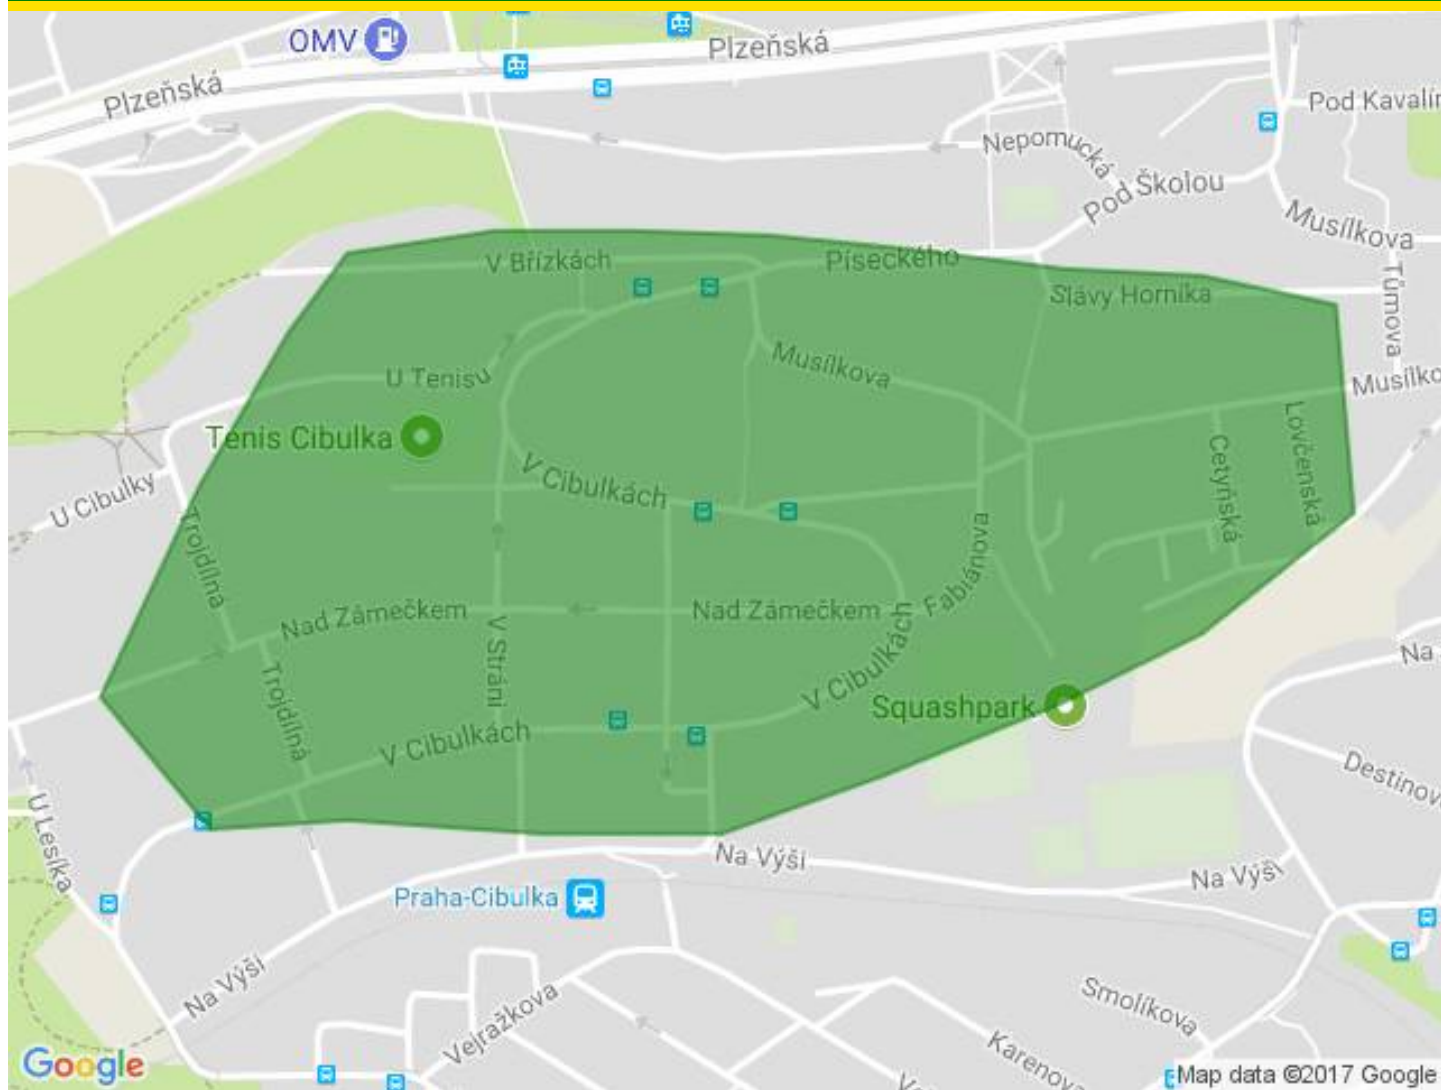 OMV
Plzeňská
Plzeňská
Pod Kavalír
Nepomucká
Pod Školou
Musílkova
V Břízkách
Píseckého
Slávy Horníka
Tůmova
Musílkova
U Tenisu
Musílko
Tenis Cibulka
Lovčenská
V Cibulkách
Cetyňská
U Cibulky
Trojdílná
Fabiánova
Nad Zámečkem
Nad Zámečkem
V Stráni
Na
Trojdílná
V Cibulkách
Squashpark
V Cibulkách
Destinov
U Lesíka
Na Výši
Na Výši
Praha-Cibulka
Na Výši
Vejražkova
Smolíkova
Karenova
Google
Map data ©2017 Google